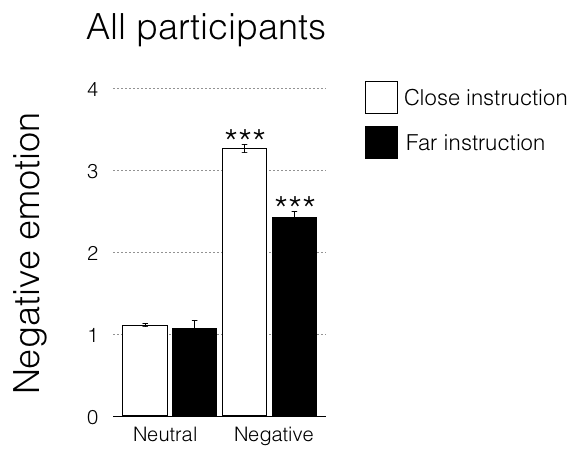 All participants
Negative emotion
4
3
2
1
0
***
***
Neutral
Negative
Close instruction
Far instruction